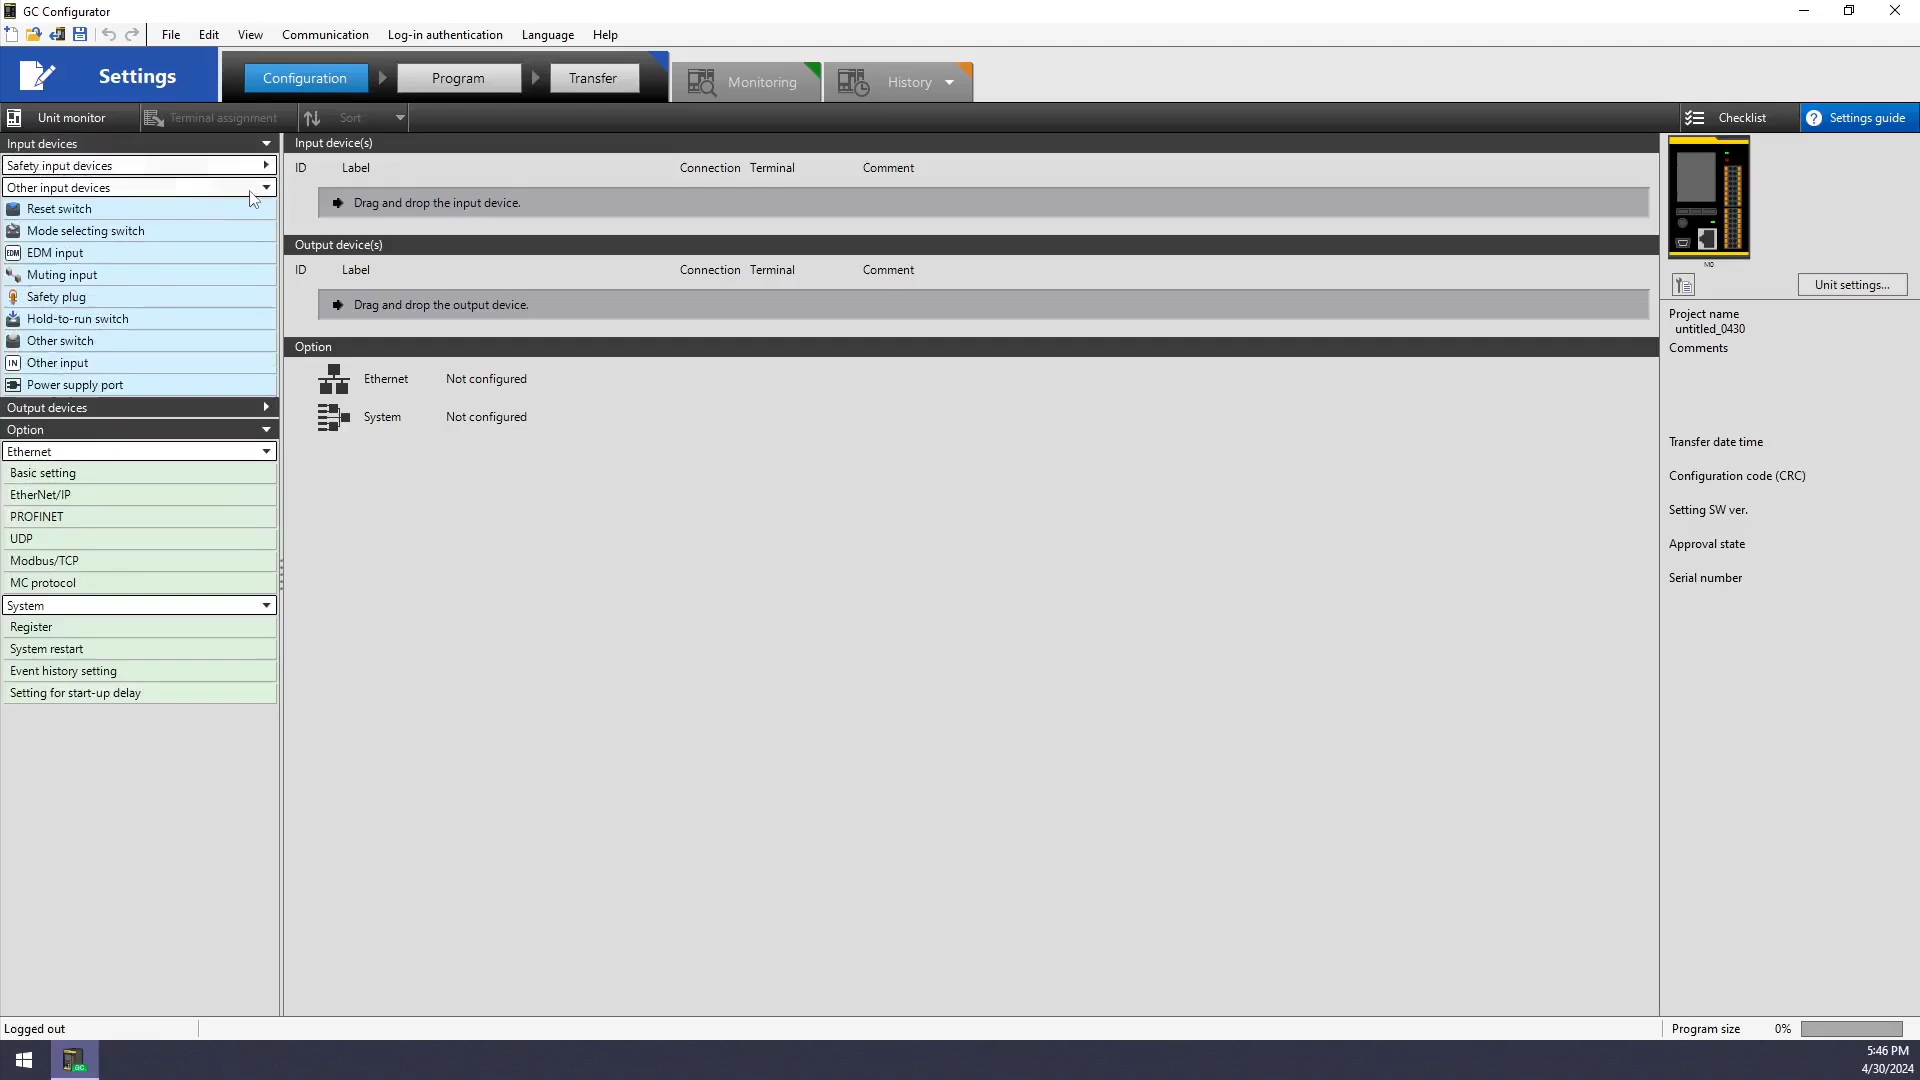 GC Configurator
File Edit View Communication Log-in authentication Language Help
Settings Configuration Program Transfer Monitoring History
Unit monitor Terminal assignment Sort Checklist ? Settings guide
Input devices
Safety input devices
Other input devices
Reset switch
Mode selecting switch
EDM EDM input
Muting input
Safety plug
Hold-to-run switch
Other switch
IN Other input
Power supply port
Output devices
Option
Ethernet
Basic setting
EtherNet/IP
PROFINET
UDP
Modbus/TCP
MC protocol
System
Register
System restart
Event history setting
Setting for start-up delay
Input device(s)
ID Label Connection Terminal Comment
Drag and drop the input device.
Output device(s)
ID Label Connection Terminal Comment
Drag and drop the output device.
Option
Ethernet Not configured
System Not configured
M0
Unit settings...
Project name
untitled_0430
Comments
Transfer date time
Configuration code (CRC)
Setting SW ver.
Approval state
Serial number
Logged out
Program size 0%
GC
5:46 PM
4/30/2024